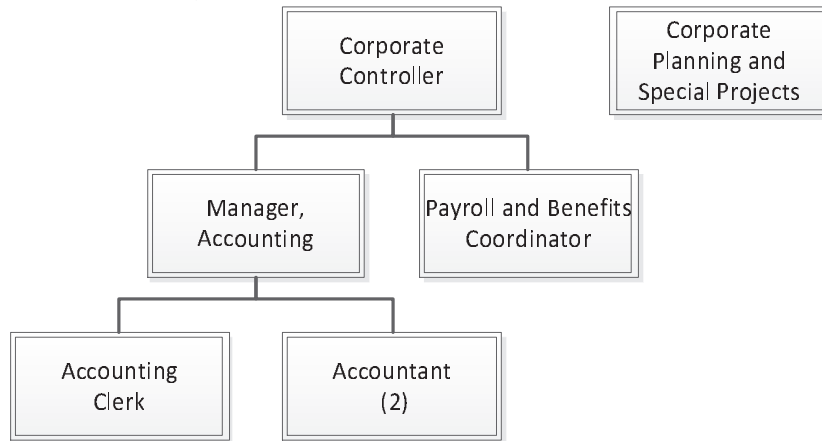 Corporate
Controller
Corporate
Planning and
Special Projects
Manager,
Accounting
Payroll and Benefits
Coordinator
Accounting
Clerk
Accountant
(2)